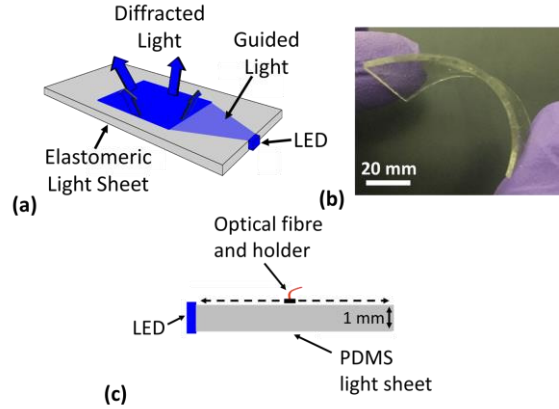 Diffracted
Light
Guided
Light
LED
Elastomeric
Light Sheet
(a)
20 mm
(b)
Optical fibre
and holder
LED
1 mm
PDMS
light sheet
(c)